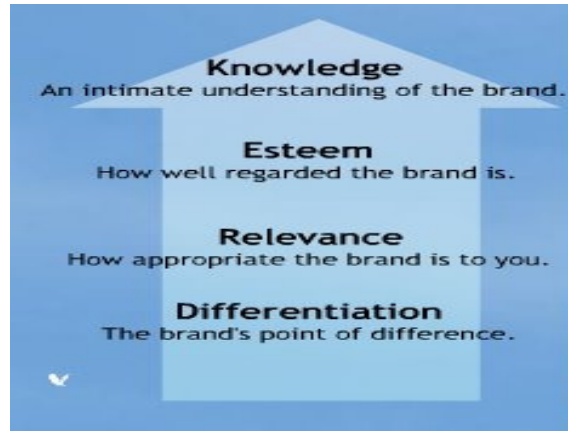 Knowledge
An intimate understanding of the brand.
Esteem
How well regarded the brand is.
Relevance
How appropriate the brand is to you.
Differentiation
The brand's point of difference.